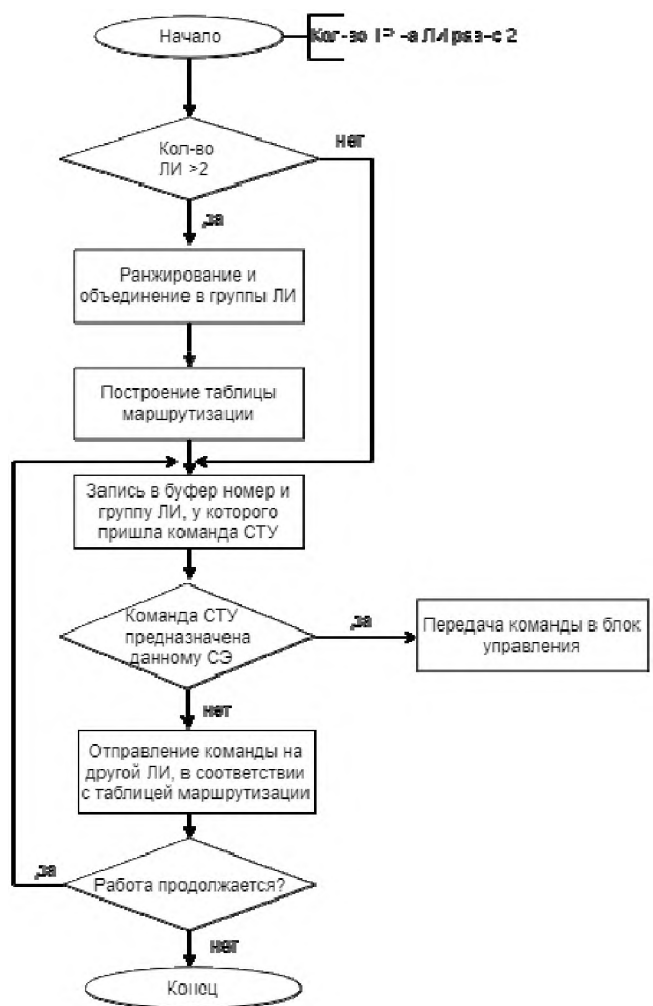 Начало
Кол-во
ЛИ >2
нет
да
Ранжирование и
объединение в группы ЛИ
Построение таблицы
маршрутизации
Запись в буфер номер и
группу ЛИ, у которого
пришла команда СТУ
Команда СТУ
предназначена
данному СЭ
да
Передача команды в блок
управления
нет
Отправление команды на
другой ЛИ, в соответствии
с таблицей маршрутизации
да
Работа продолжается?
нет
Конец